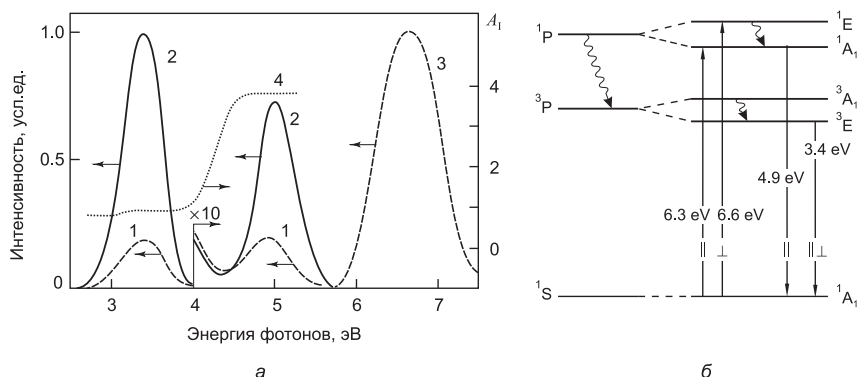 1.0
0.5
0
Интенсивность, усл.ед.
2
4
2
3
1
×10
1
A_I
4
2
0
3
4
5
6
7
Энергия фотонов, эВ
а
¹P
³P
¹S
¹E
¹A₁
³A₁
³E
3.4 eV
4.9 eV
6.3 eV
6.6 eV
|| ⊥ || || ⊥
¹A₁
б